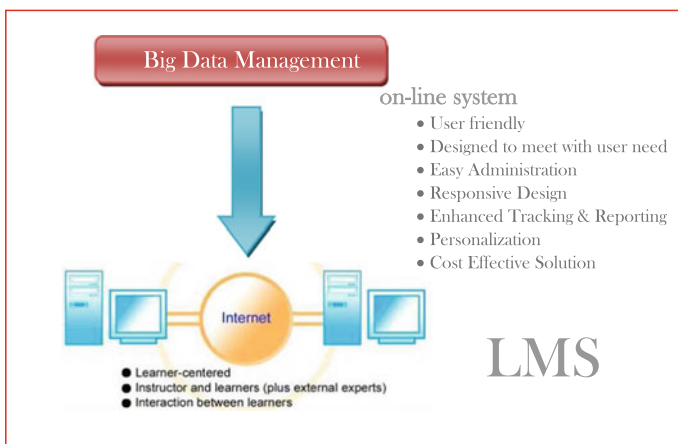 Big Data Management
on-line system
• User friendly
• Designed to meet with user need
• Easy Administration
• Responsive Design
• Enhanced Tracking & Reporting
• Personalization
• Cost Effective Solution
Internet
● Learner-centered
● Instructor and learners (plus external experts)
● Interaction between learners
LMS